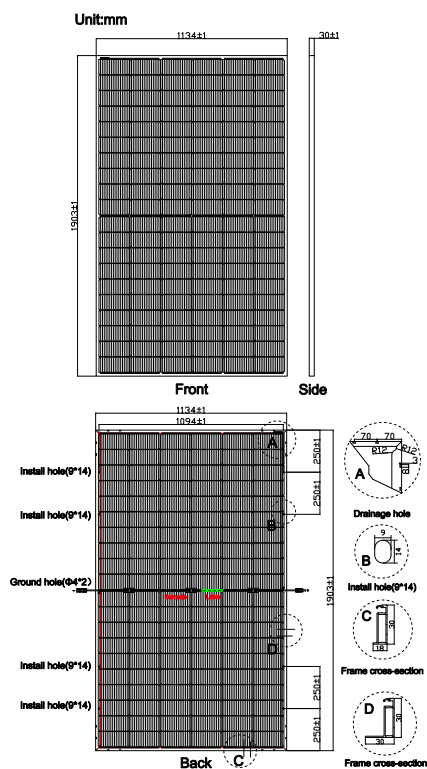 Unit:mm
1134±1
30±1
1903±1
Front
Side
1134±1
1094±1
A
250±1
250±1
Install hole(9*14)
Install hole(9*14)
B
Ground hole(Φ4*2)
1903±1
D
Install hole(9*14)
Install hole(9*14)
250±1
250±1
Back
C
70
70
R12
R12
3
8
A
Drainage hole
9
14
B
Install hole(9*14)
C
30
18
Frame cross-section
D
30
30
Frame cross-section